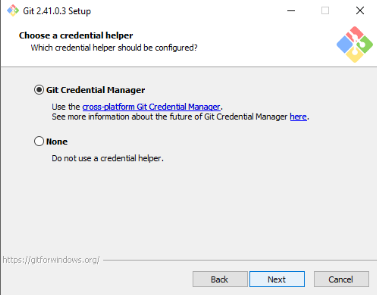 Git 2.41.0.3 Setup
Choose a credential helper
Which credential helper should be configured?
Git Credential Manager
Use the cross-platform Git Credential Manager.
See more information about the future of Git Credential Manager here.
None
Do not use a credential helper.
https://gitforwindows.org/
Back Next Cancel